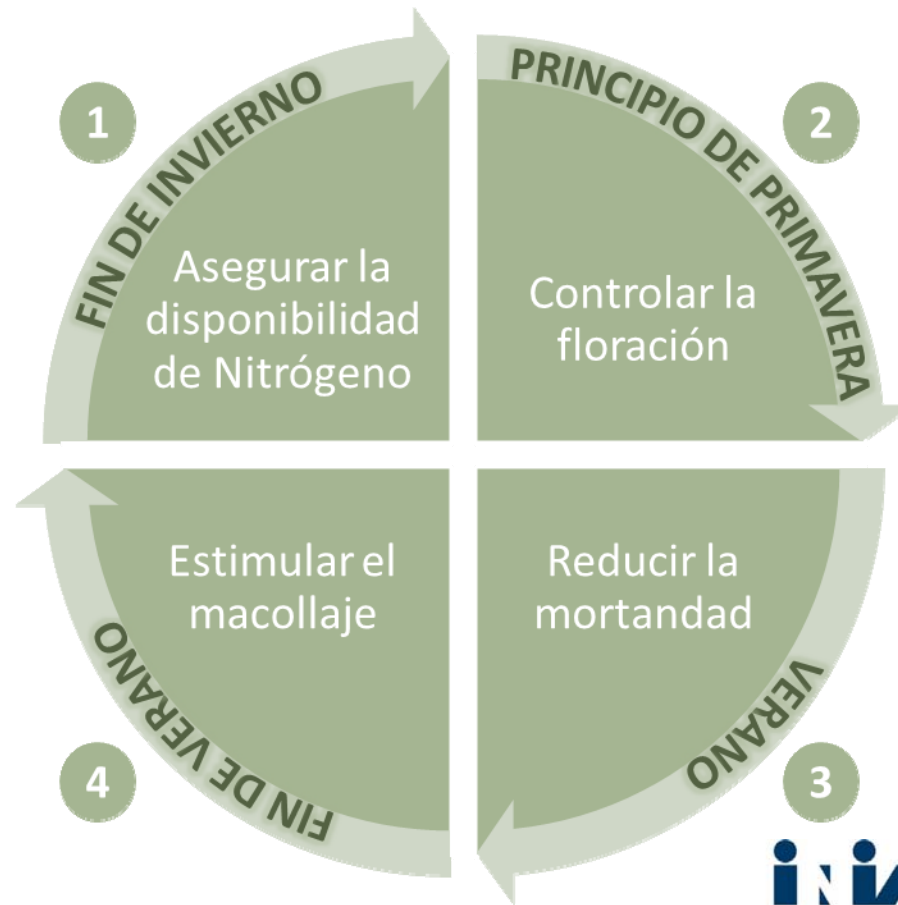 1
FIN DE INVIERNO
Asegurar la
disponibilidad
de Nitrógeno
2
PRINCIPIO DE PRIMAVERA
Controlar la
floración
3
VERANO
Reducir la
mortandad
4
FIN DE VERANO
Estimular el
macollaje